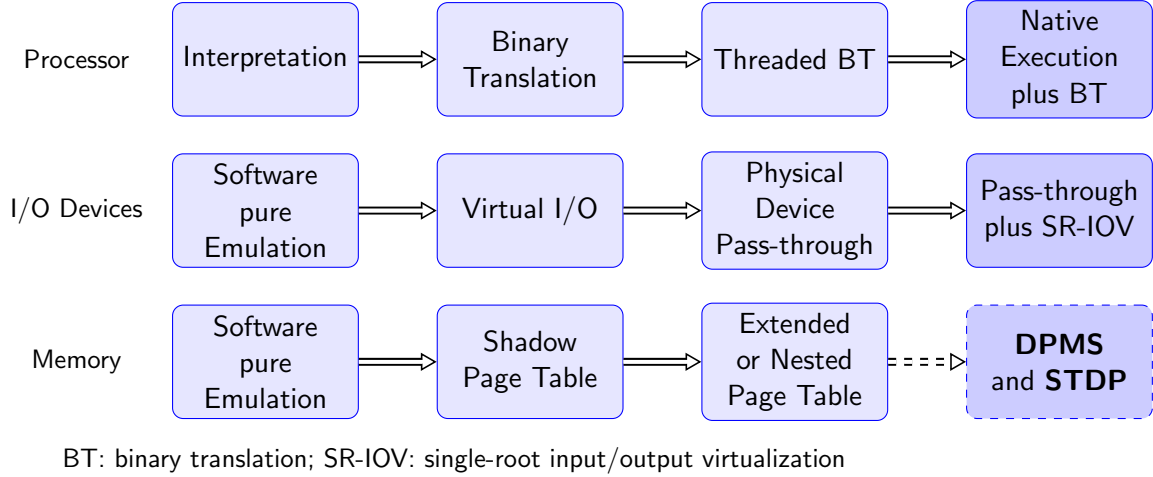 Processor
Interpretation
Binary
Translation
Threaded BT
Native
Execution
plus BT
I/O Devices
Software
pure
Emulation
Virtual I/O
Physical
Device
Pass-through
Pass-through
plus SR-IOV
Memory
Software
pure
Emulation
Shadow
Page Table
Extended
or Nested
Page Table
DPMS
and STDP
BT: binary translation; SR-IOV: single-root input/output virtualization